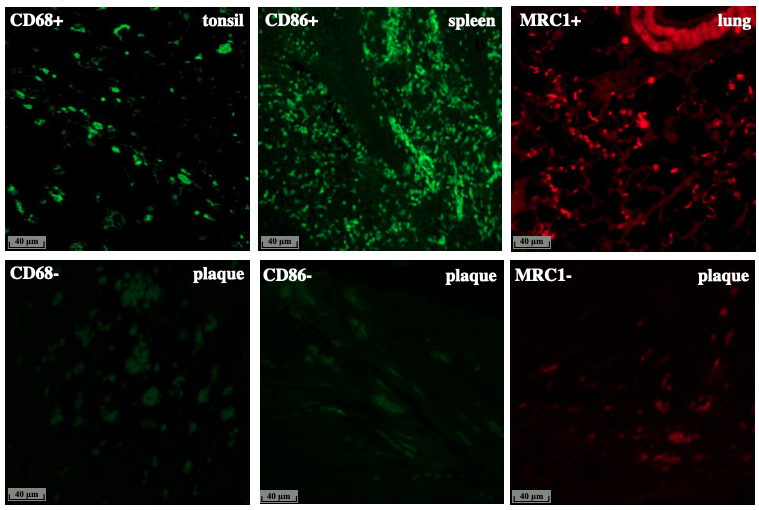 CD68+ tonsil
CD86+ spleen
MRC1+ lung
40 μm
40 μm
40 μm
CD68- plaque
CD86- plaque
MRC1- plaque
40 μm
40 μm
40 μm